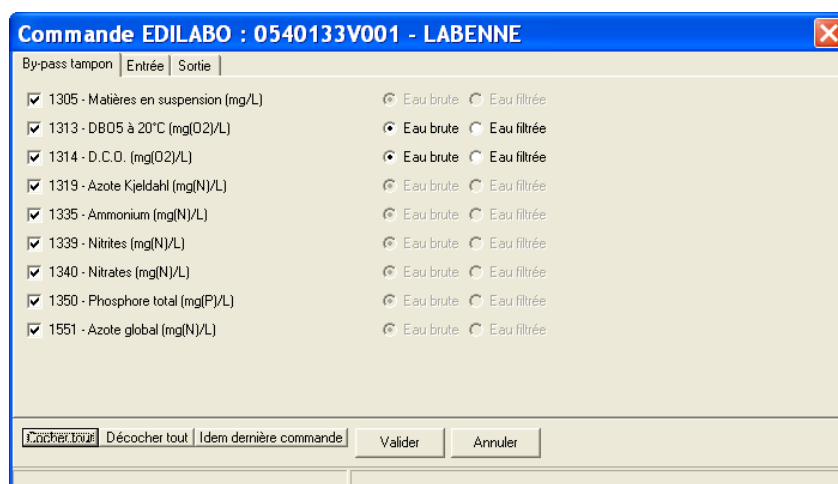 Commande EDILABO : 0540133V001 - LABENNE
By-pass tampon Entrée Sortie
1305 - Matières en suspension (mg/L) Eau brute Eau filtrée
1313 - DBO5 à 20°C (mg(O2)/L) Eau brute Eau filtrée
1314 - D.C.O. (mg(O2)/L) Eau brute Eau filtrée
1319 - Azote Kjeldahl (mg(N)/L) Eau brute Eau filtrée
1335 - Ammonium (mg(N)/L) Eau brute Eau filtrée
1339 - Nitrites (mg(N)/L) Eau brute Eau filtrée
1340 - Nitrates (mg(N)/L) Eau brute Eau filtrée
1350 - Phosphore total (mg(P)/L) Eau brute Eau filtrée
1551 - Azote global (mg(N)/L) Eau brute Eau filtrée
Cocher tout Décocher tout Idem dernière commande Valider Annuler